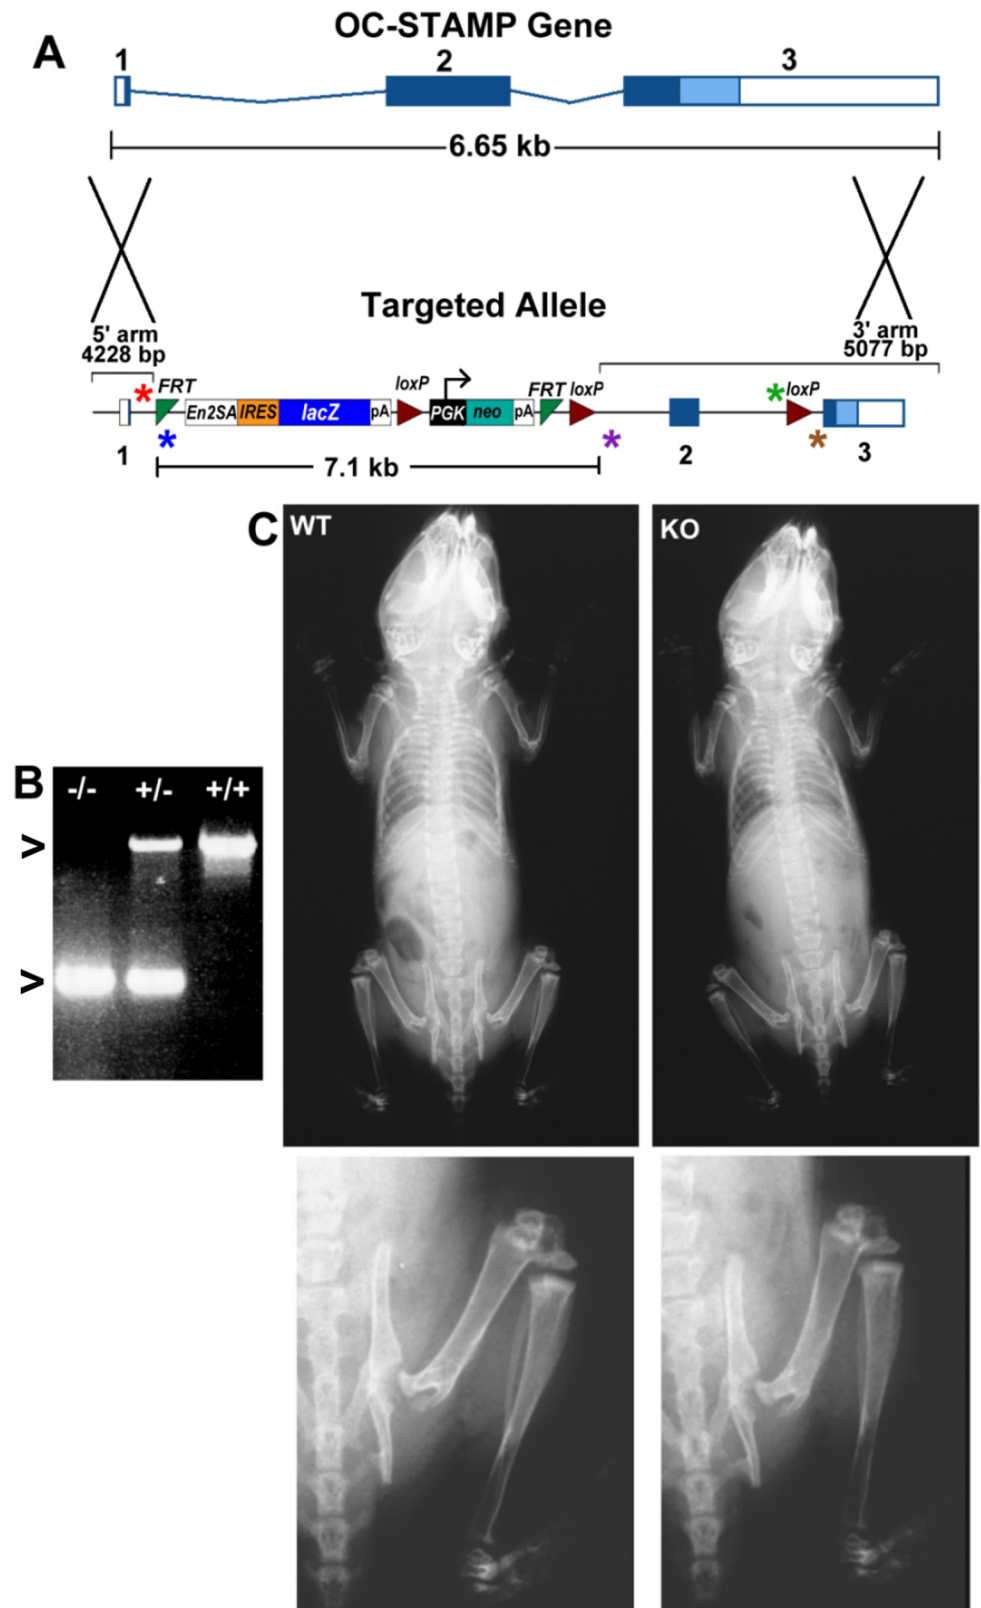 A
OC-STAMP Gene
1 2 3
6.65 kb
Targeted Allele
5' arm
4228 bp
3' arm
5077 bp
* FRT loxP FRT loxP * loxP
En2SA IRES lacZ pA PGK neo pA
* * *
1 2 3
7.1 kb
C WT KO
B -/- +/- +/+
>
>